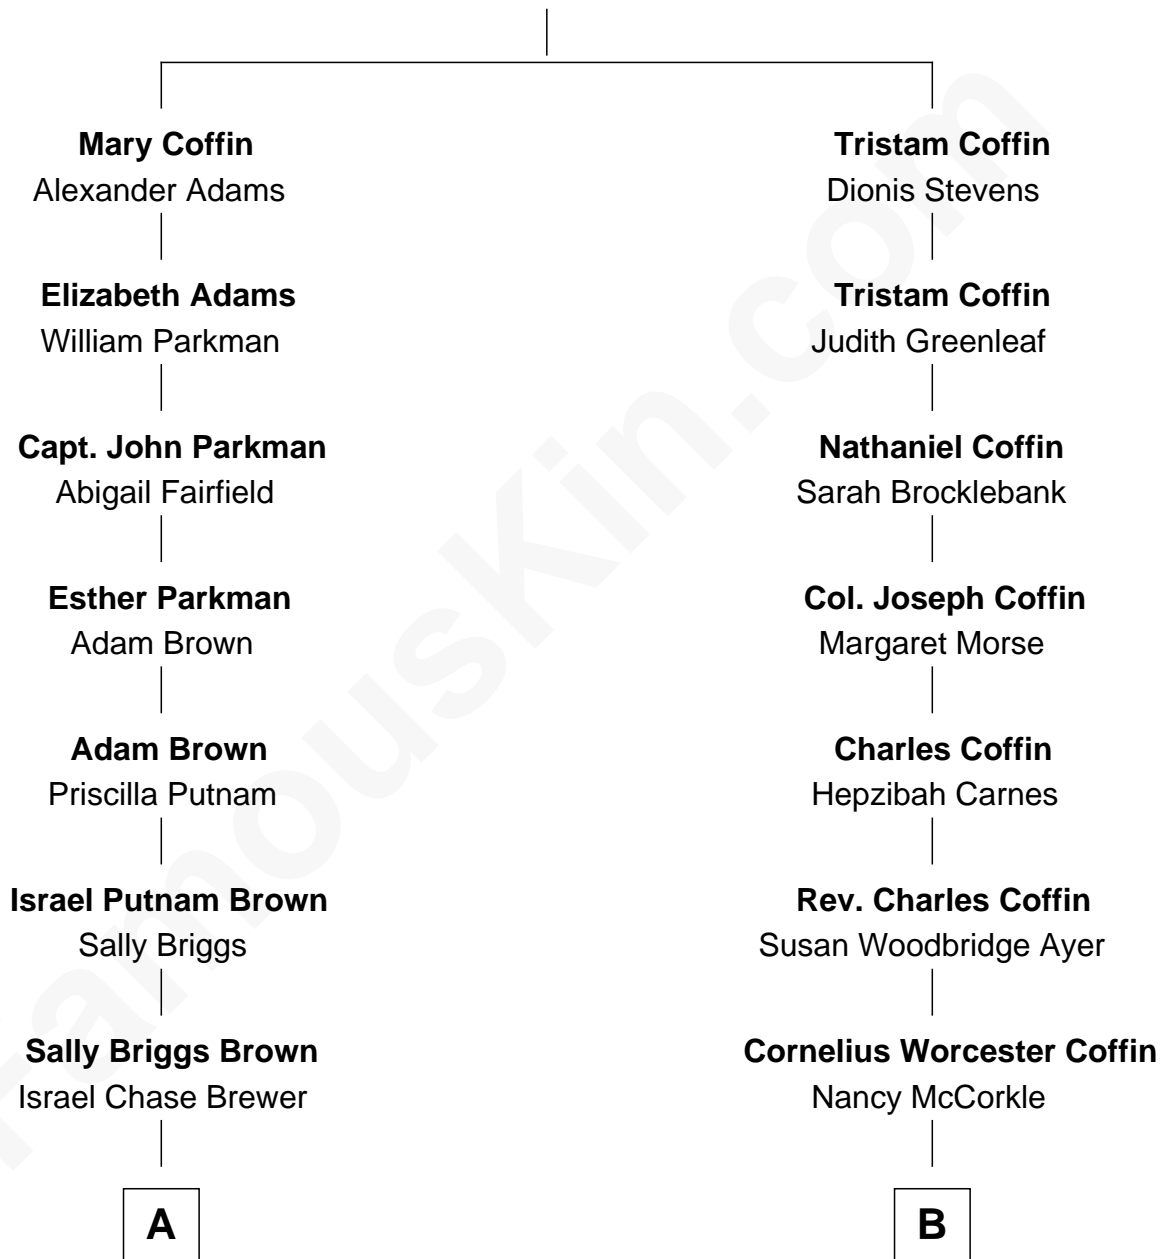 Mary Coffin
Alexander Adams
Elizabeth Adams
William Parkman
Capt. John Parkman
Abigail Fairfield
Esther Parkman
Adam Brown
Adam Brown
Priscilla Putnam
Israel Putnam Brown
Sally Briggs
Sally Briggs Brown
Israel Chase Brewer
A
Tristam Coffin
Dionis Stevens
Tristam Coffin
Judith Greenleaf
Nathaniel Coffin
Sarah Brocklebank
Col. Joseph Coffin
Margaret Morse
Charles Coffin
Hepzibah Carnes
Rev. Charles Coffin
Susan Woodbridge Ayer
Cornelius Worcester Coffin
Nancy McCorkle
B
FamousKin.com